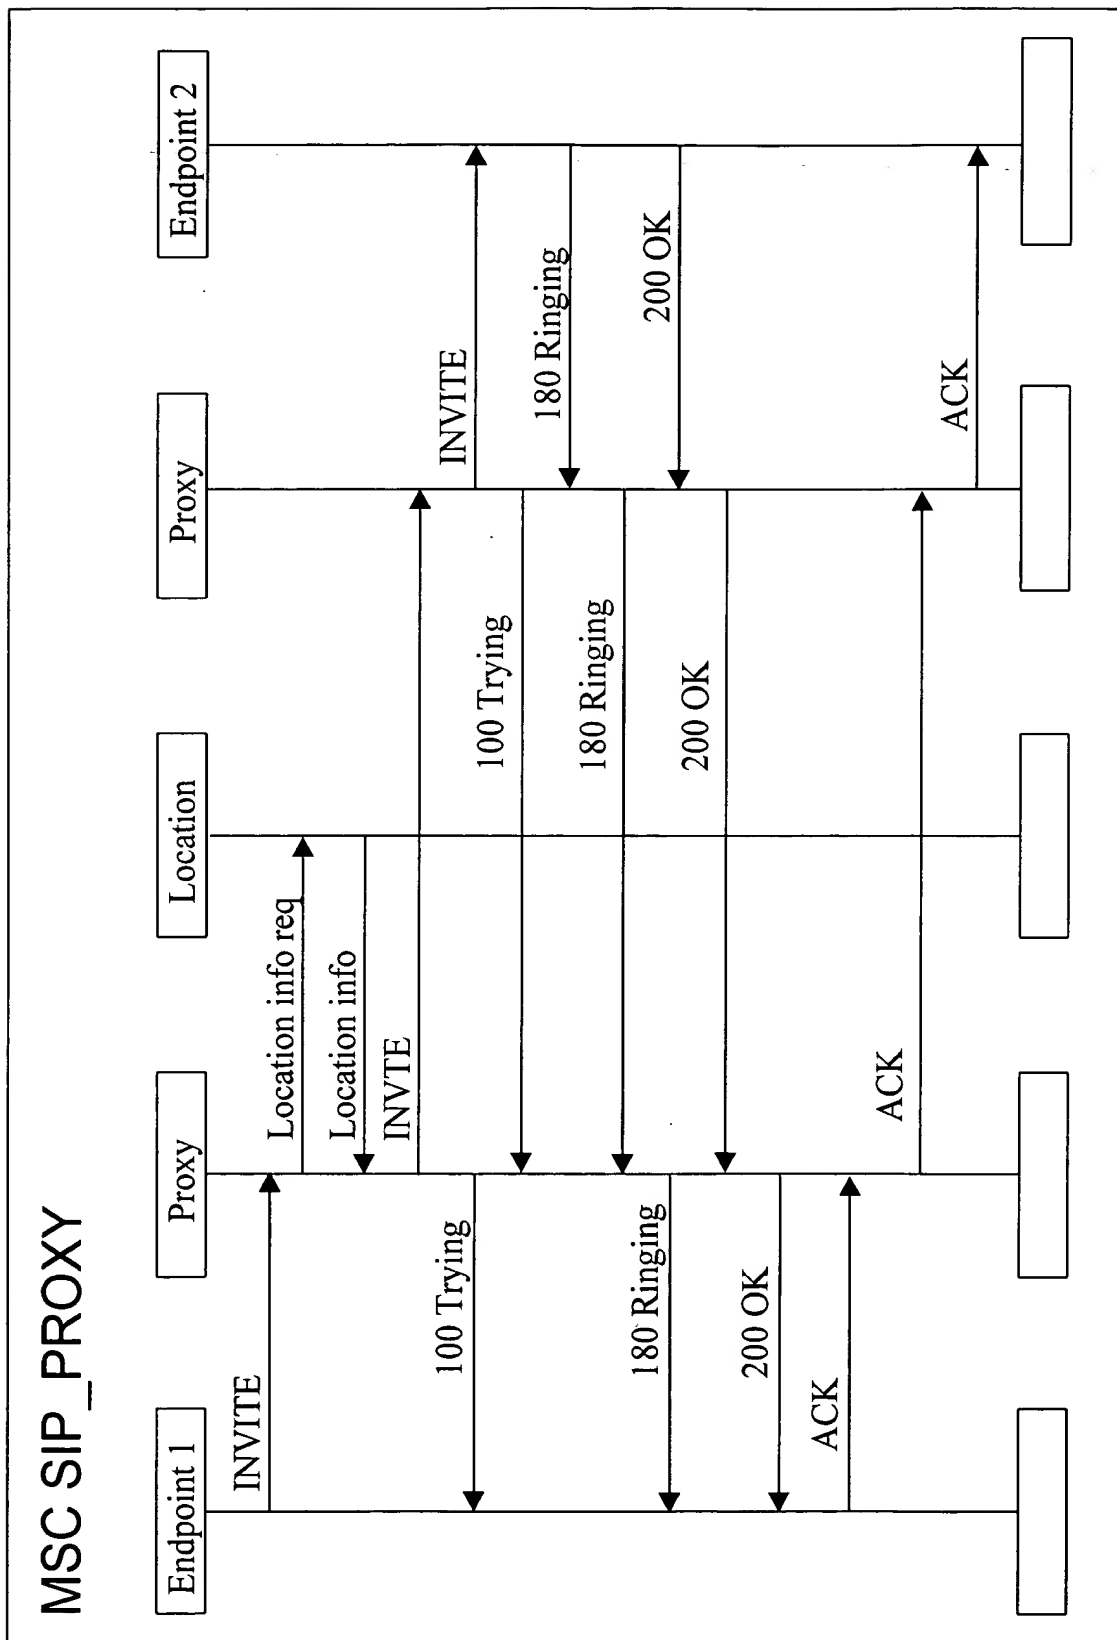 MSC SIP_PROXY
Endpoint 1
Proxy
Location
Proxy
Endpoint 2
INVITE
Location info req
Location info
INVTE
100 Trying
INVITE
100 Trying
180 Ringing
180 Ringing
180 Ringing
200 OK
200 OK
200 OK
ACK
ACK
ACK